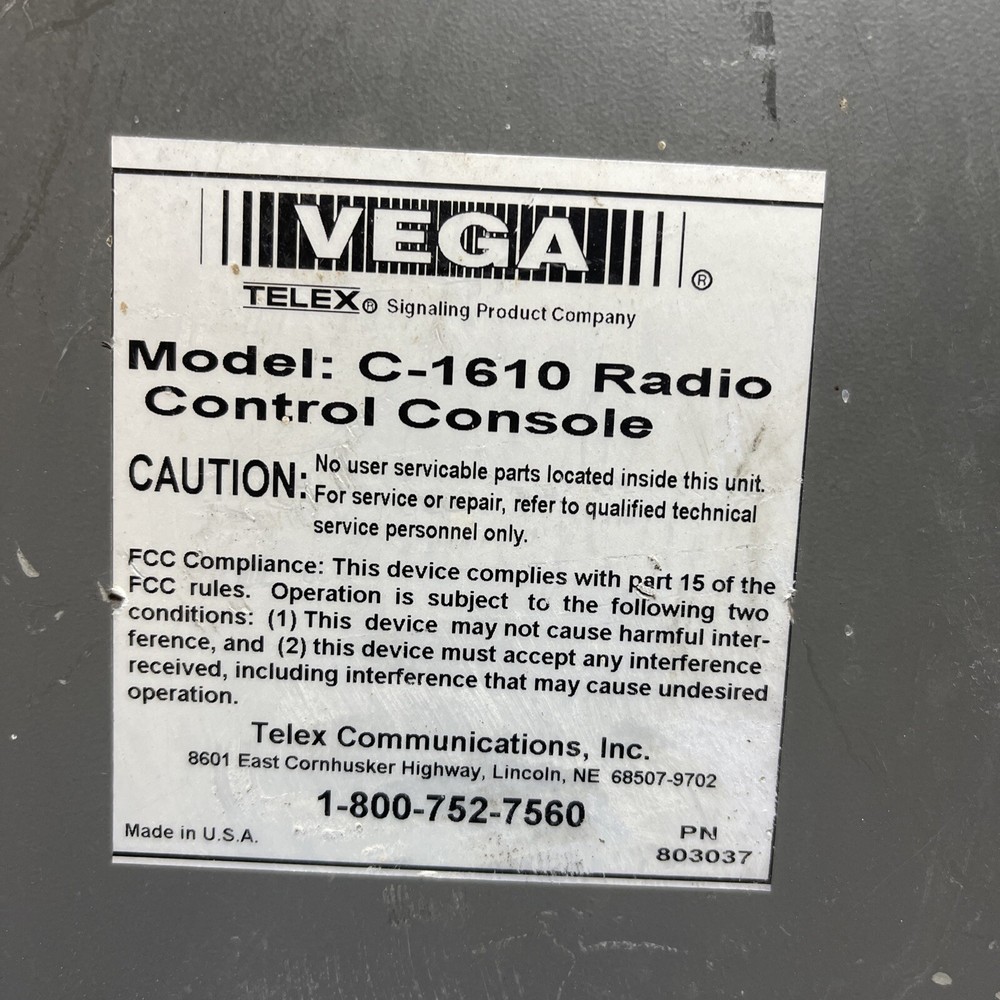 VEGA®
TELEX® Signaling Product Company
Model: C-1610 Radio
Control Console
CAUTION: No user servicable parts located inside this unit.
For service or repair, refer to qualified technical
service personnel only.
FCC Compliance: This device complies with part 15 of the
FCC rules. Operation is subject to the following two
conditions: (1) This device may not cause harmful inter-
ference, and (2) this device must accept any interference
received, including interference that may cause undesired
operation.
Telex Communications, Inc.
8601 East Cornhusker Highway, Lincoln, NE 68507-9702
1-800-752-7560
Made in U.S.A.
PN
803037